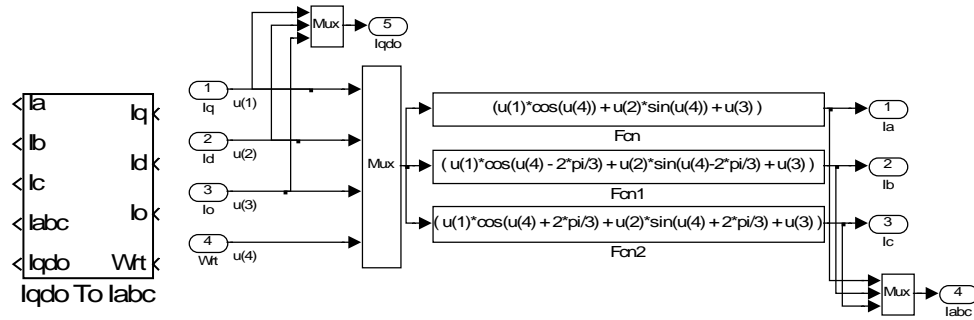 Mux
5
Iqdo
Ia
Iq
Ib
Id
Ic
Io
Iabc
Iqdo
Wrt
Iqdo To Iabc
1
Iq
u(1)
2
Id
u(2)
3
Io
u(3)
4
Wrt
u(4)
Mux
(u(1)*cos(u(4)) + u(2)*sin(u(4)) + u(3) )
Fcn
( u(1)*cos(u(4) - 2*pi/3) + u(2)*sin(u(4)-2*pi/3) + u(3) )
Fcn1
( u(1)*cos(u(4) + 2*pi/3) + u(2)*sin(u(4) + 2*pi/3) + u(3) )
Fcn2
1
Ia
2
Ib
3
Ic
Mux
4
Iabc